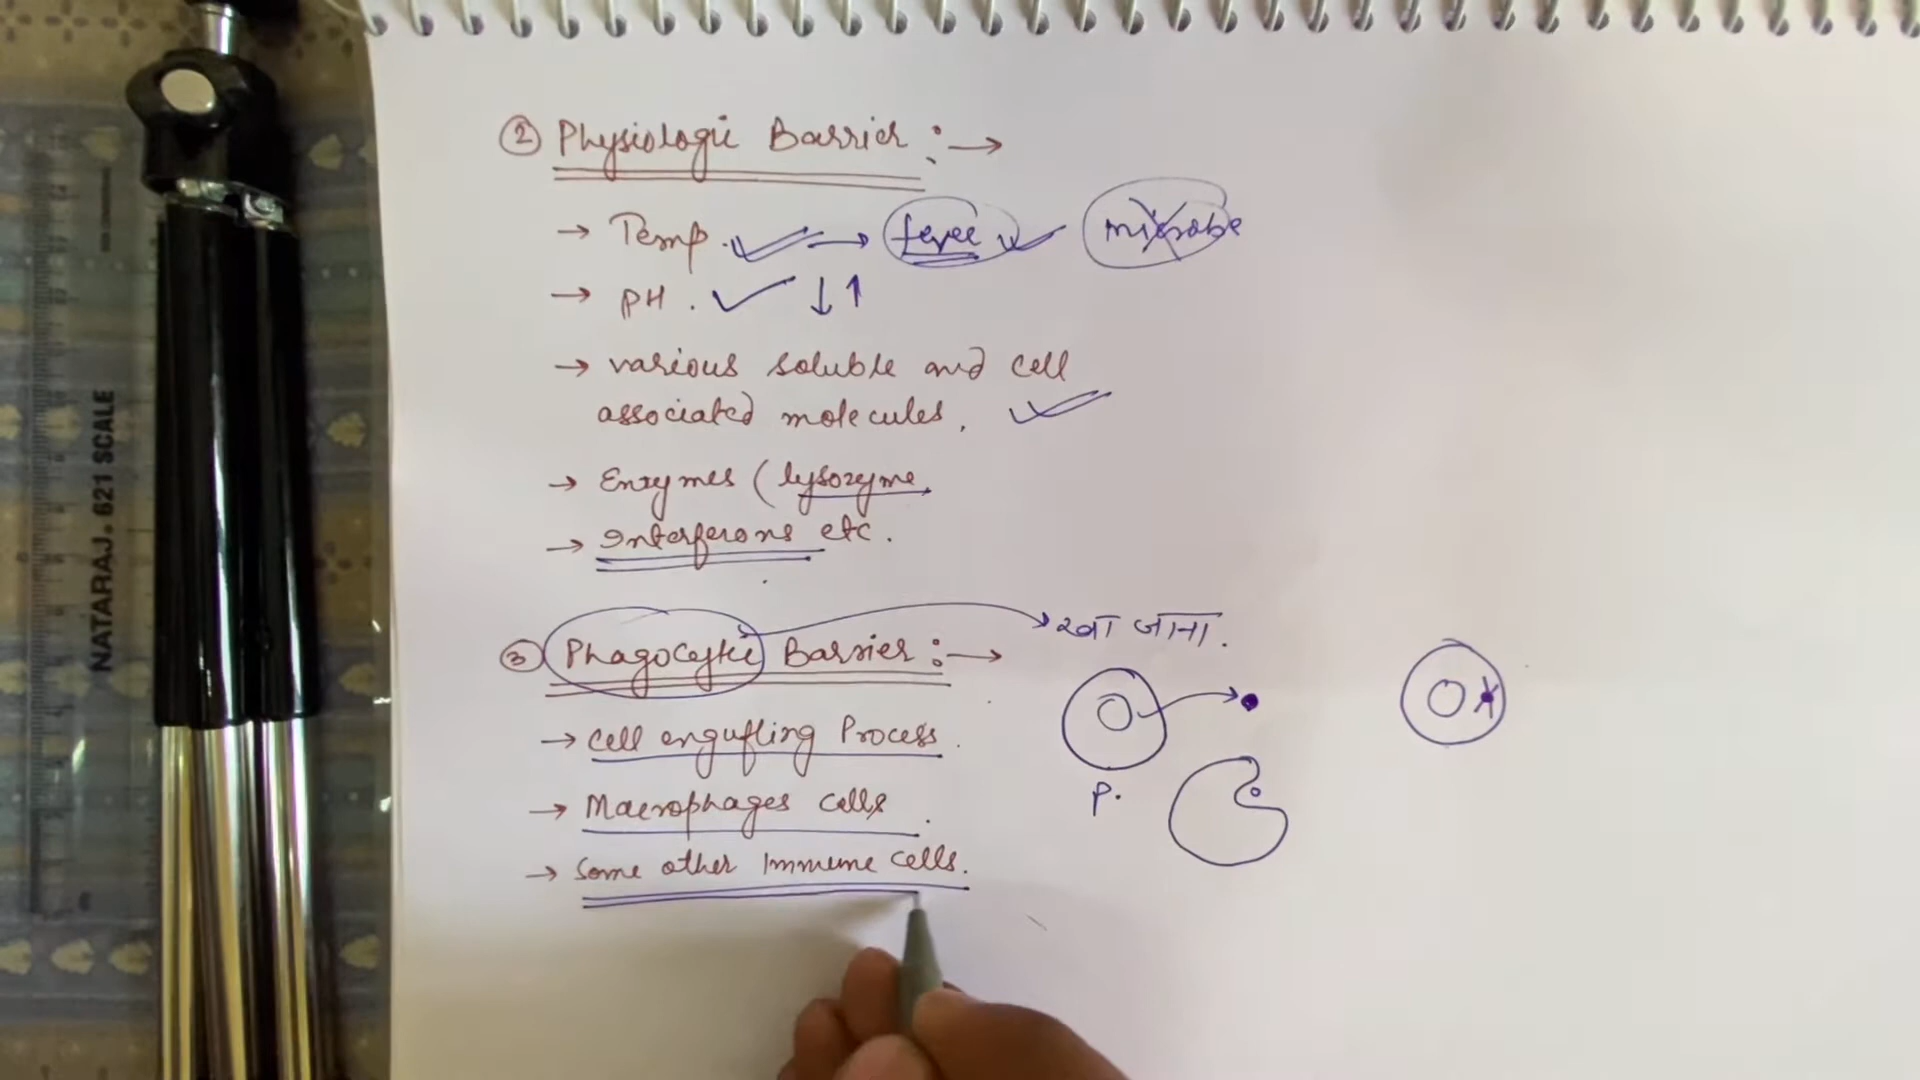 ② Physiologic Barrier :→
→ Temp. → fever microbe
→ pH . ↓↑
→ various soluble and cell
associated molecules.
→ Enzymes (lysozyme,
→ Interferons etc.
③ Phagocytic Barrier :→ खा जाना.
→ cell engufling Process.
→ Macrophages cells.
P.
→ Some other Immune cells.
NATARAJ. 621 SCALE